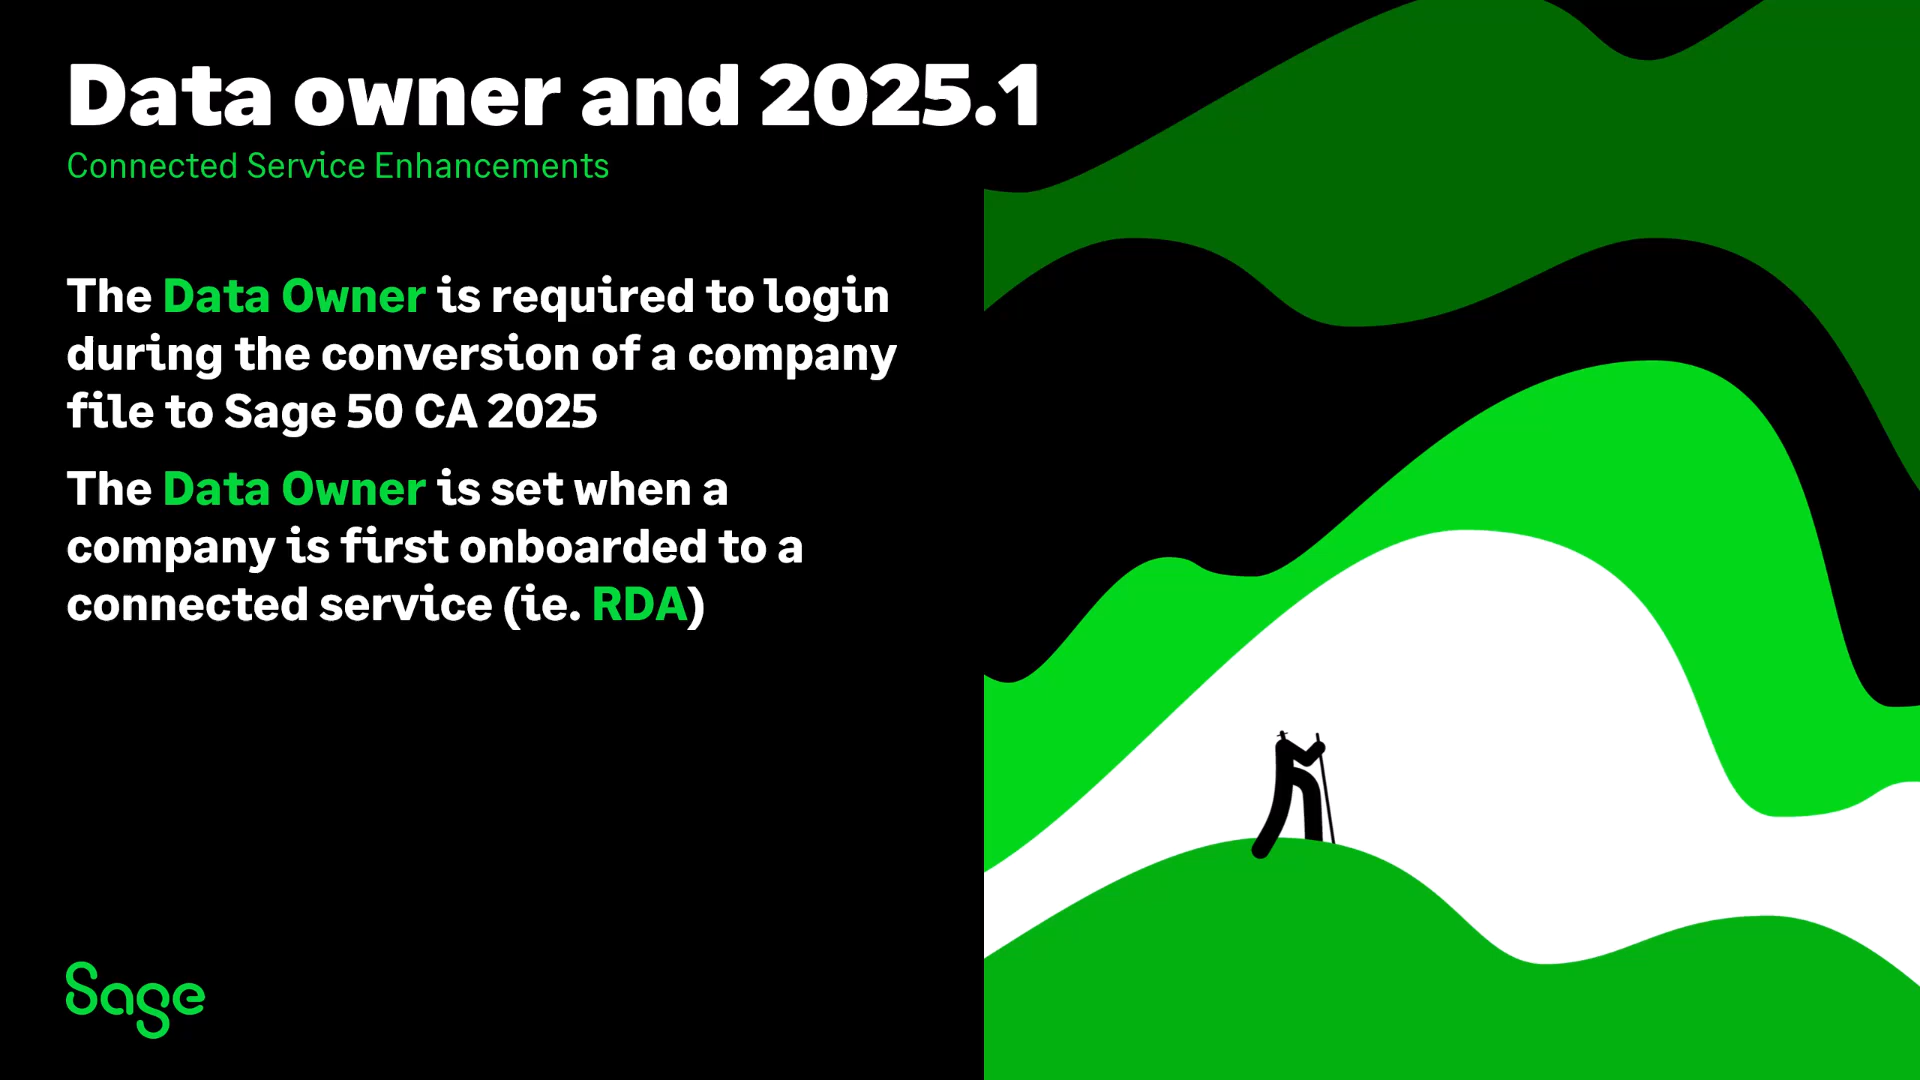 Data owner and 2025.1
Connected Service Enhancements
The Data Owner is required to login
during the conversion of a company
file to Sage 50 CA 2025
The Data Owner is set when a
company is first onboarded to a
connected service (ie. RDA)
Sage